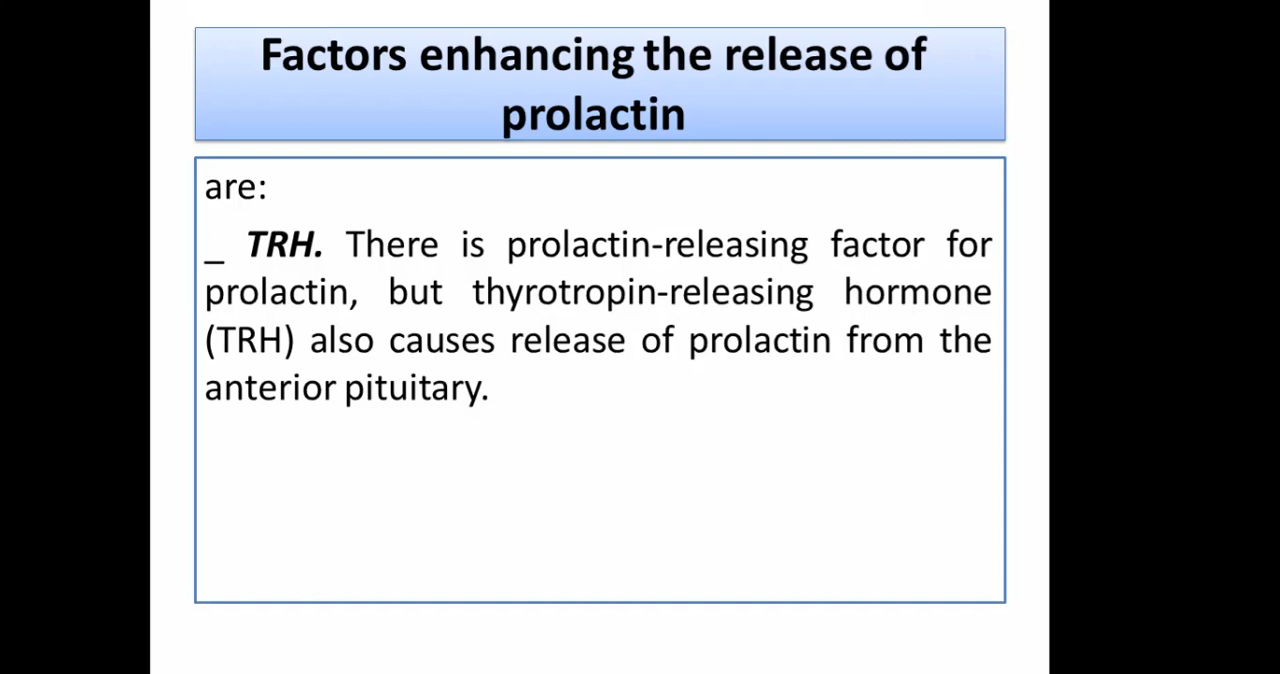 Factors enhancing the release of
prolactin
are:
_ TRH. There is prolactin-releasing factor for
prolactin, but thyrotropin-releasing hormone
(TRH) also causes release of prolactin from the
anterior pituitary.